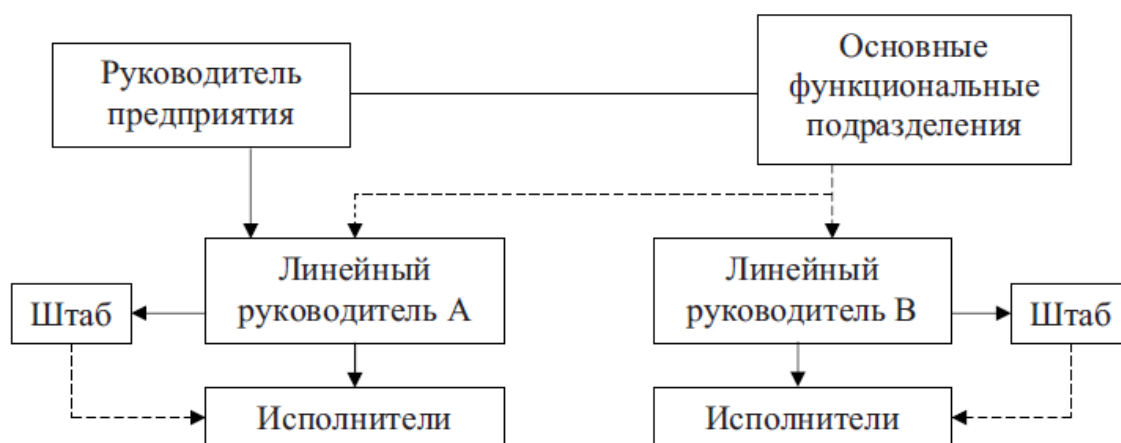 Руководитель
предприятия
Основные
функциональные
подразделения
Линейный
руководитель А
Линейный
руководитель В
Штаб
Штаб
Исполнители
Исполнители